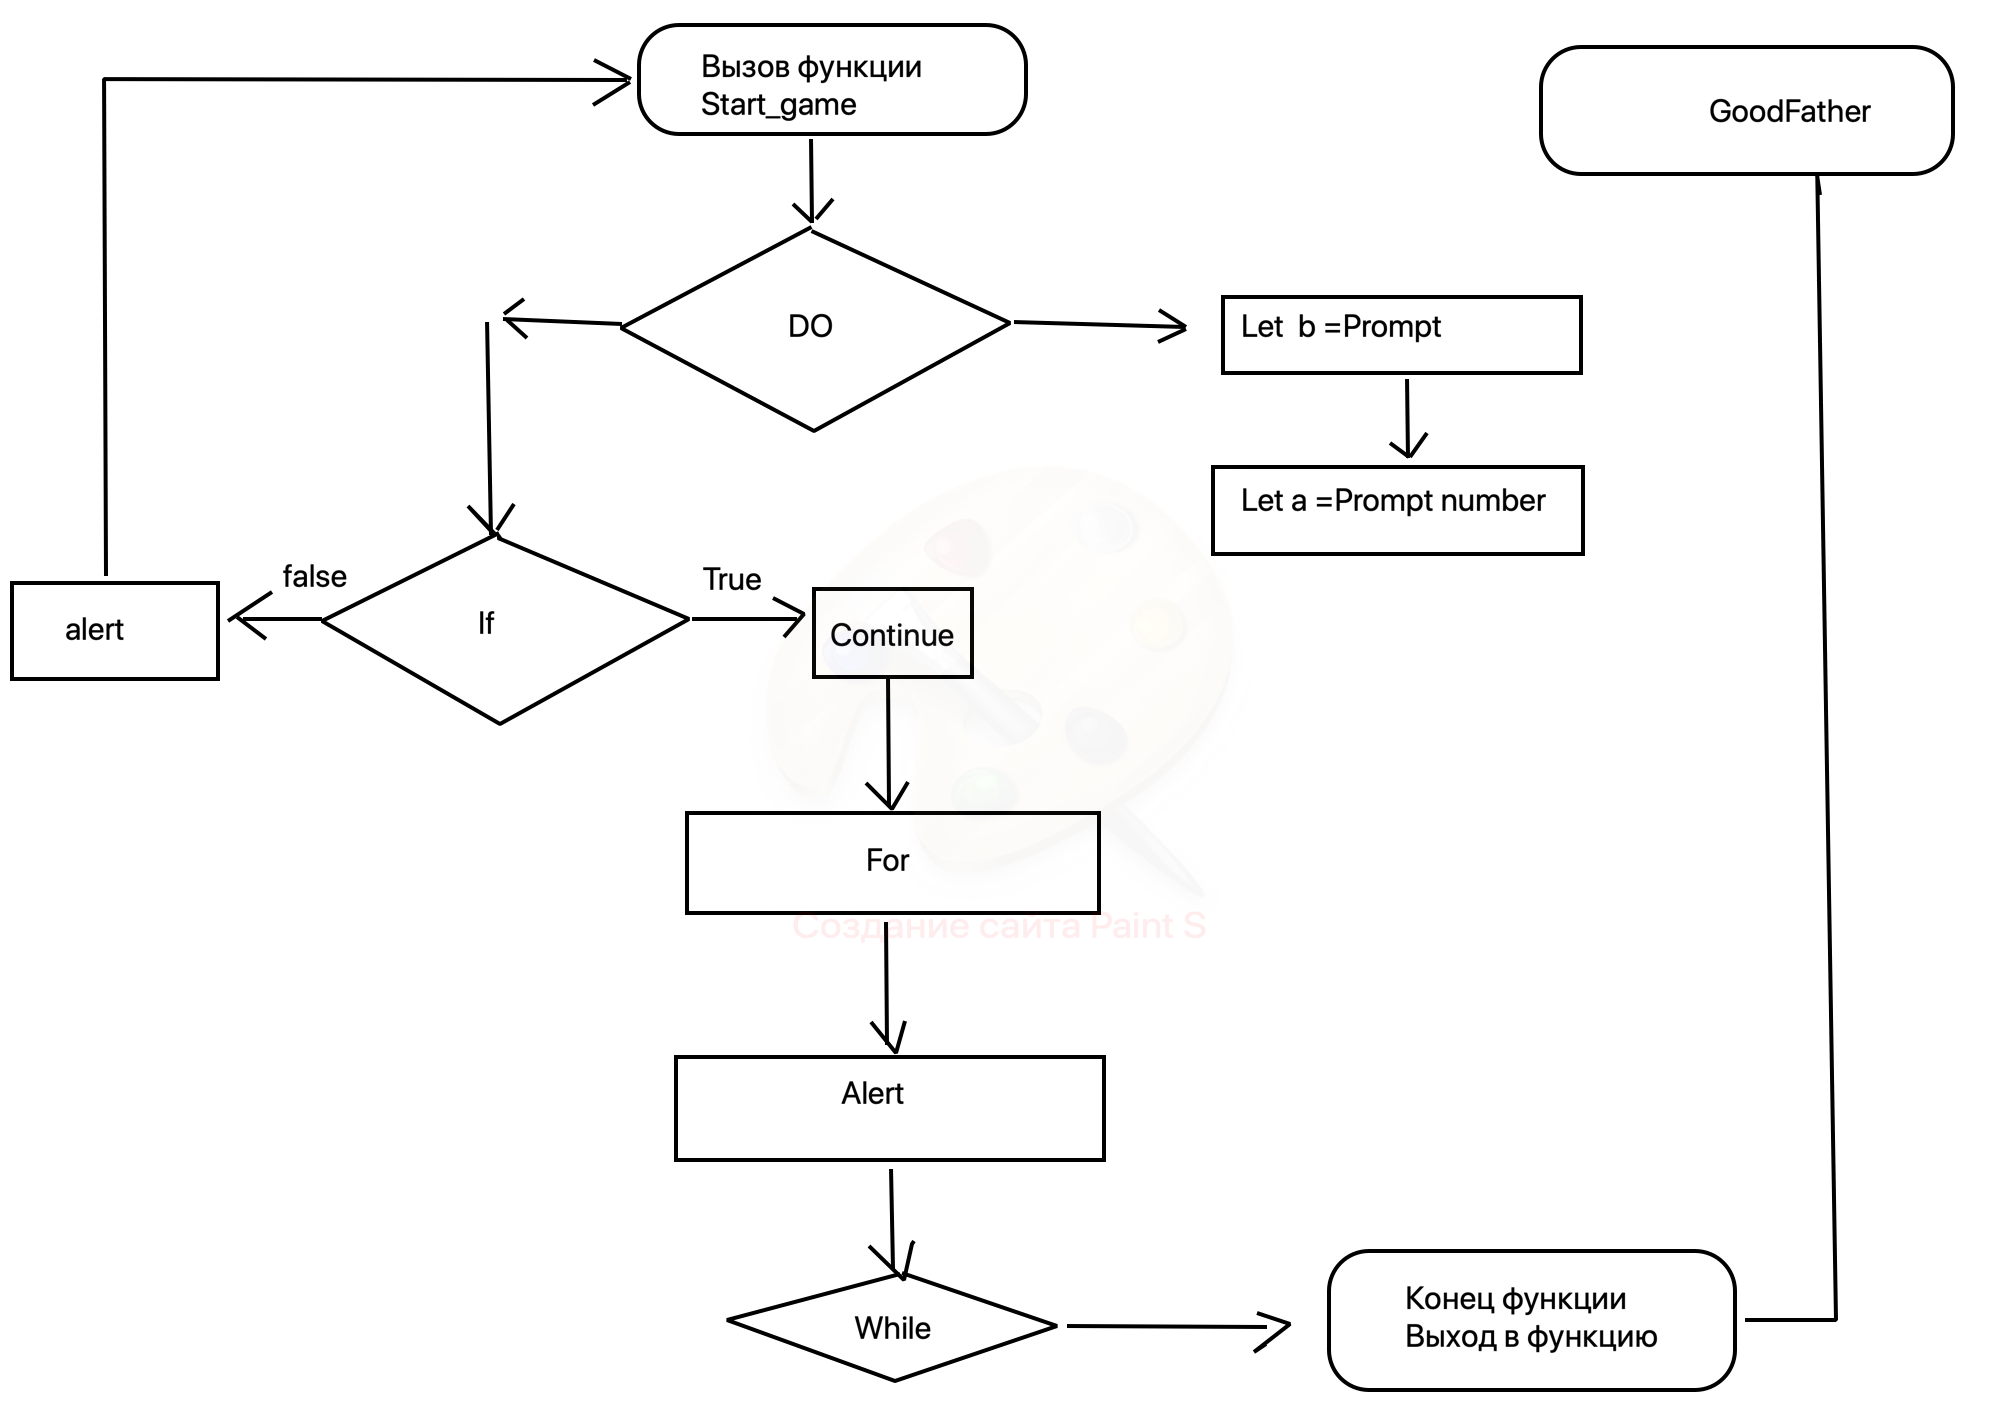 Вызов функции
Start_game
GoodFather
DO
Let b =Prompt
Let a =Prompt number
false
True
alert
If
Continue
For
Создание сайта Paint S
Alert
While
Конец функции
Выход в функцию